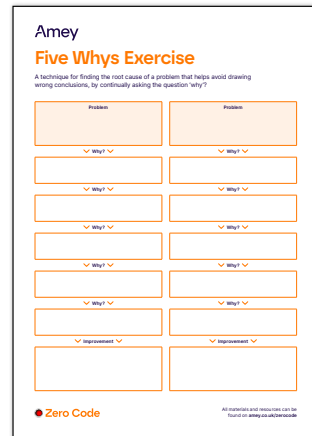 Amey
Five Whys Exercise
A technique for finding the root cause of a problem that helps avoid drawing
wrong conclusions, by continually asking the question 'why'?
Problem Problem
Why? Why?
Why? Why?
Why? Why?
Why? Why?
Why? Why?
Improvement Improvement
Zero Code
All materials and resources can be
found on amey.co.uk/zerocode